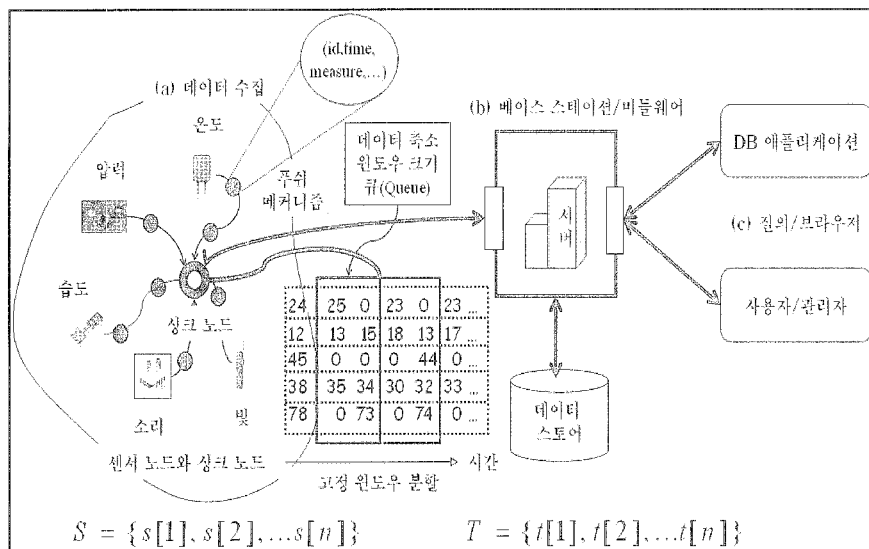 (id,time,
measure,...)
(a) 데이터 수집
온도
압력
습도
소리
빛
싱크 노드
센서 노드와 싱크 노드
푸쉬
메커니즘
데이터 축소
윈도우 크기
큐(Queue)
24 25 0 23 0 23 ...
12 13 15 18 13 17 ...
45 0 0 0 44 0 ...
38 35 34 30 32 33 ...
78 0 73 0 74 0 ...
시간
고정 윈도우 분할
(b) 베이스 스테이션/미들웨어
서버
데이터
스토어
DB 애플리케이션
(c) 질의/브라우저
사용자/관리자
S = {s[1], s[2], ...s[n]}
T = {t[1], t[2], ...t[n]}